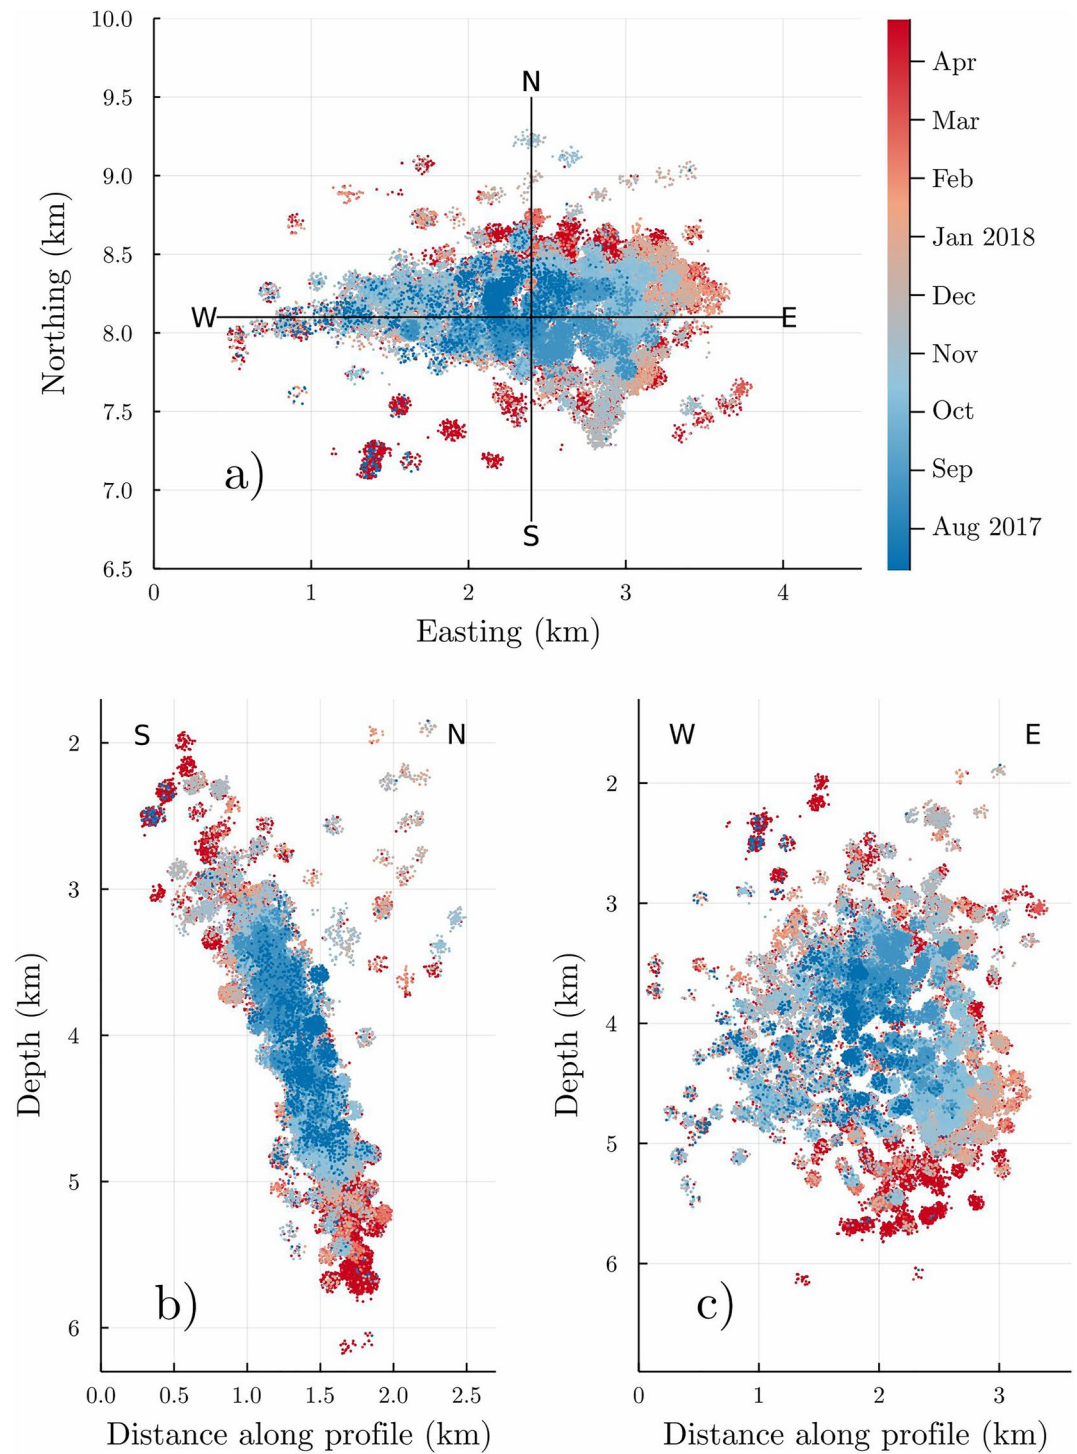 10.0
9.5
9.0
8.5
8.0
7.5
7.0
6.5
Northing (km)
N
W
E
S
a)
0 1 2 3 4
Easting (km)
Apr
Mar
Feb
Jan 2018
Dec
Nov
Oct
Sep
Aug 2017
S N
2
3
4
5
6
Depth (km)
b)
0.0 0.5 1.0 1.5 2.0 2.5
Distance along profile (km)
W E
2
3
4
5
6
Depth (km)
c)
0 1 2 3
Distance along profile (km)